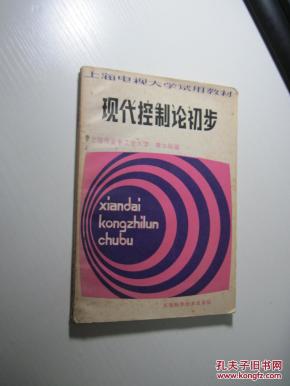 上海电视大学试用教材
现代控制论初步
xiandai
kongzhilun
chubu
孔夫子旧书网